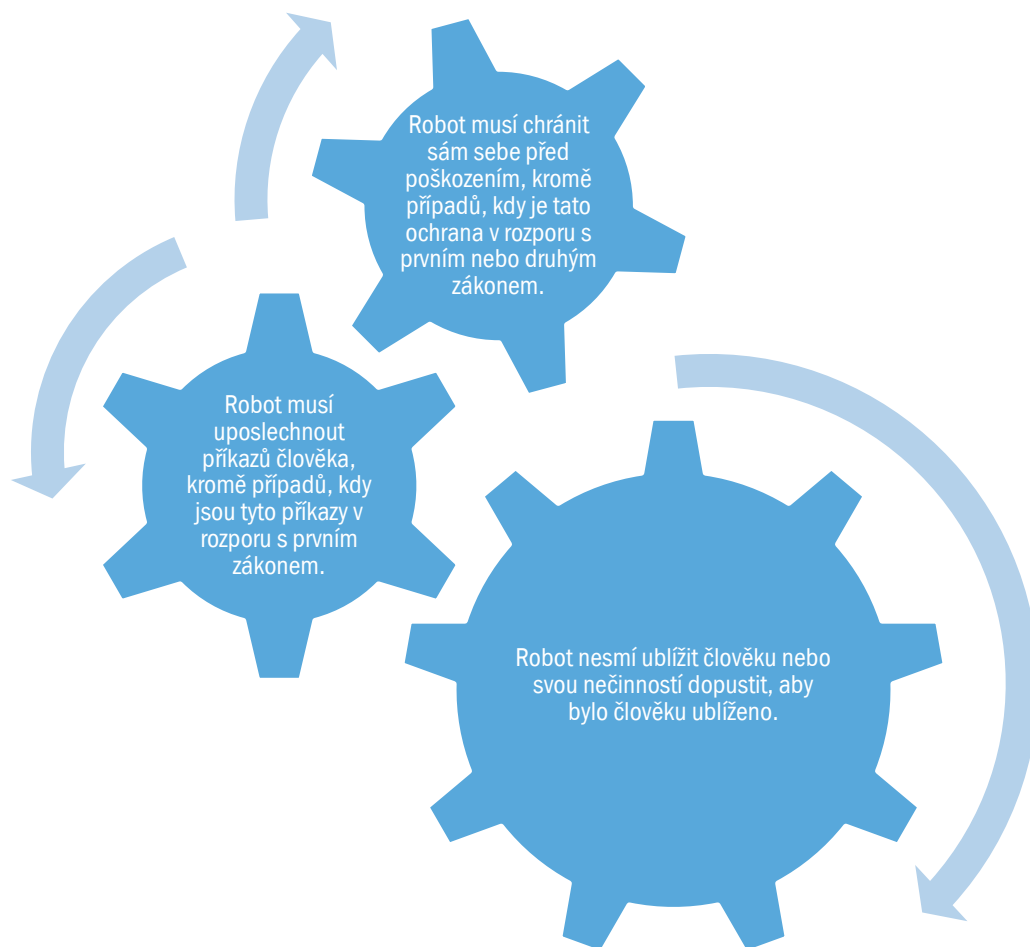 Robot musí chránit
sám sebe před
poškozením, kromě
případů, kdy je tato
ochrana v rozporu s
prvním nebo druhým
zákonem.
Robot musí
uposlechnout
příkazů člověka,
kromě případů, kdy
jsou tyto příkazy v
rozporu s prvním
zákonem.
Robot nesmí ublížit člověku nebo
svou nečinností dopustit, aby
bylo člověku ublíženo.